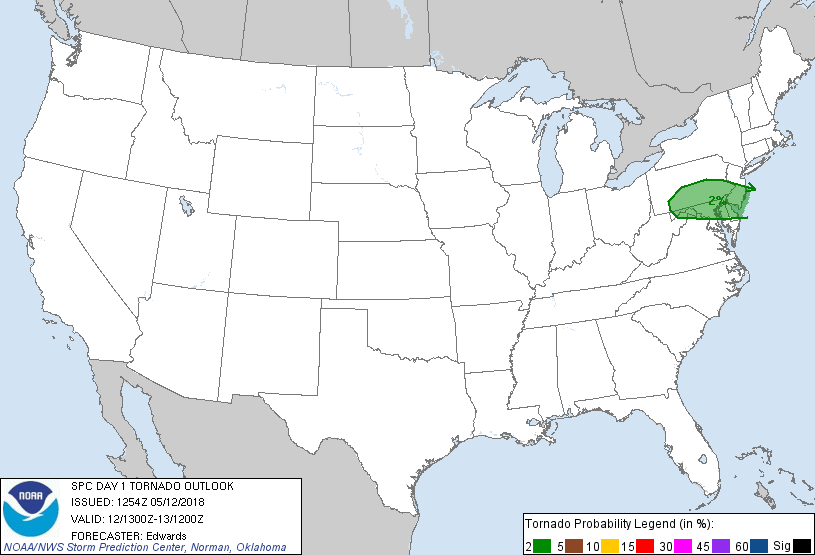 2%
NOAA
SPC DAY 1 TORNADO OUTLOOK
ISSUED: 1254Z 05/12/2018
VALID: 12/1300Z-13/1200Z
FORECASTER: Edwards
NOAA/NWS Storm Prediction Center, Norman, Oklahoma
Tornado Probability Legend (in %):
2 5 10 15 30 45 60 Sig